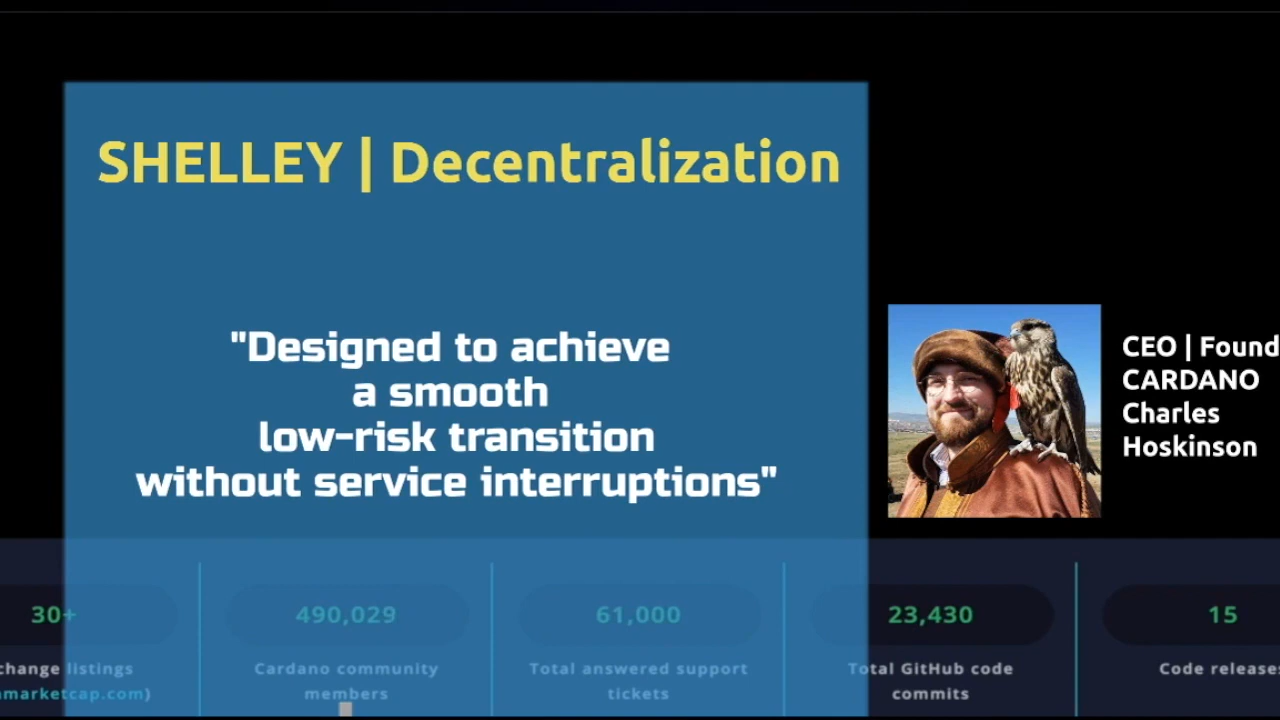 SHELLEY | Decentralization
"Designed to achieve
a smooth
low-risk transition
without service interruptions"
CEO | Found
CARDANO
Charles
Hoskinson
30+
change listings
amarketcap.com)
490,029
Cardano community
members
61,000
Total answered support
tickets
23,430
Total GitHub code
commits
15
Code releases